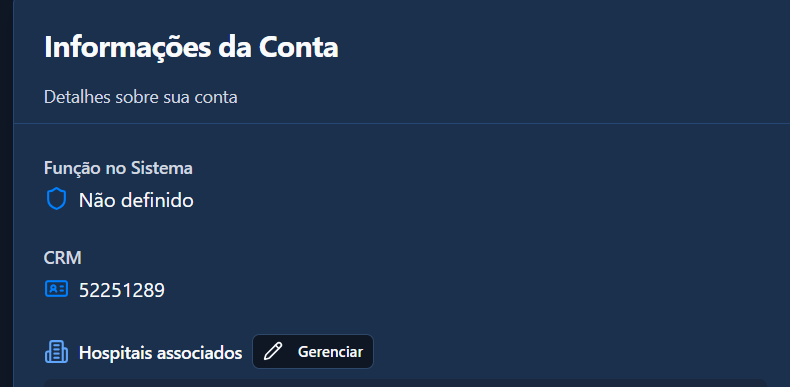 Informações da Conta
Detalhes sobre sua conta
Função no Sistema
Não definido
CRM
52251289
Hospitais associados Gerenciar